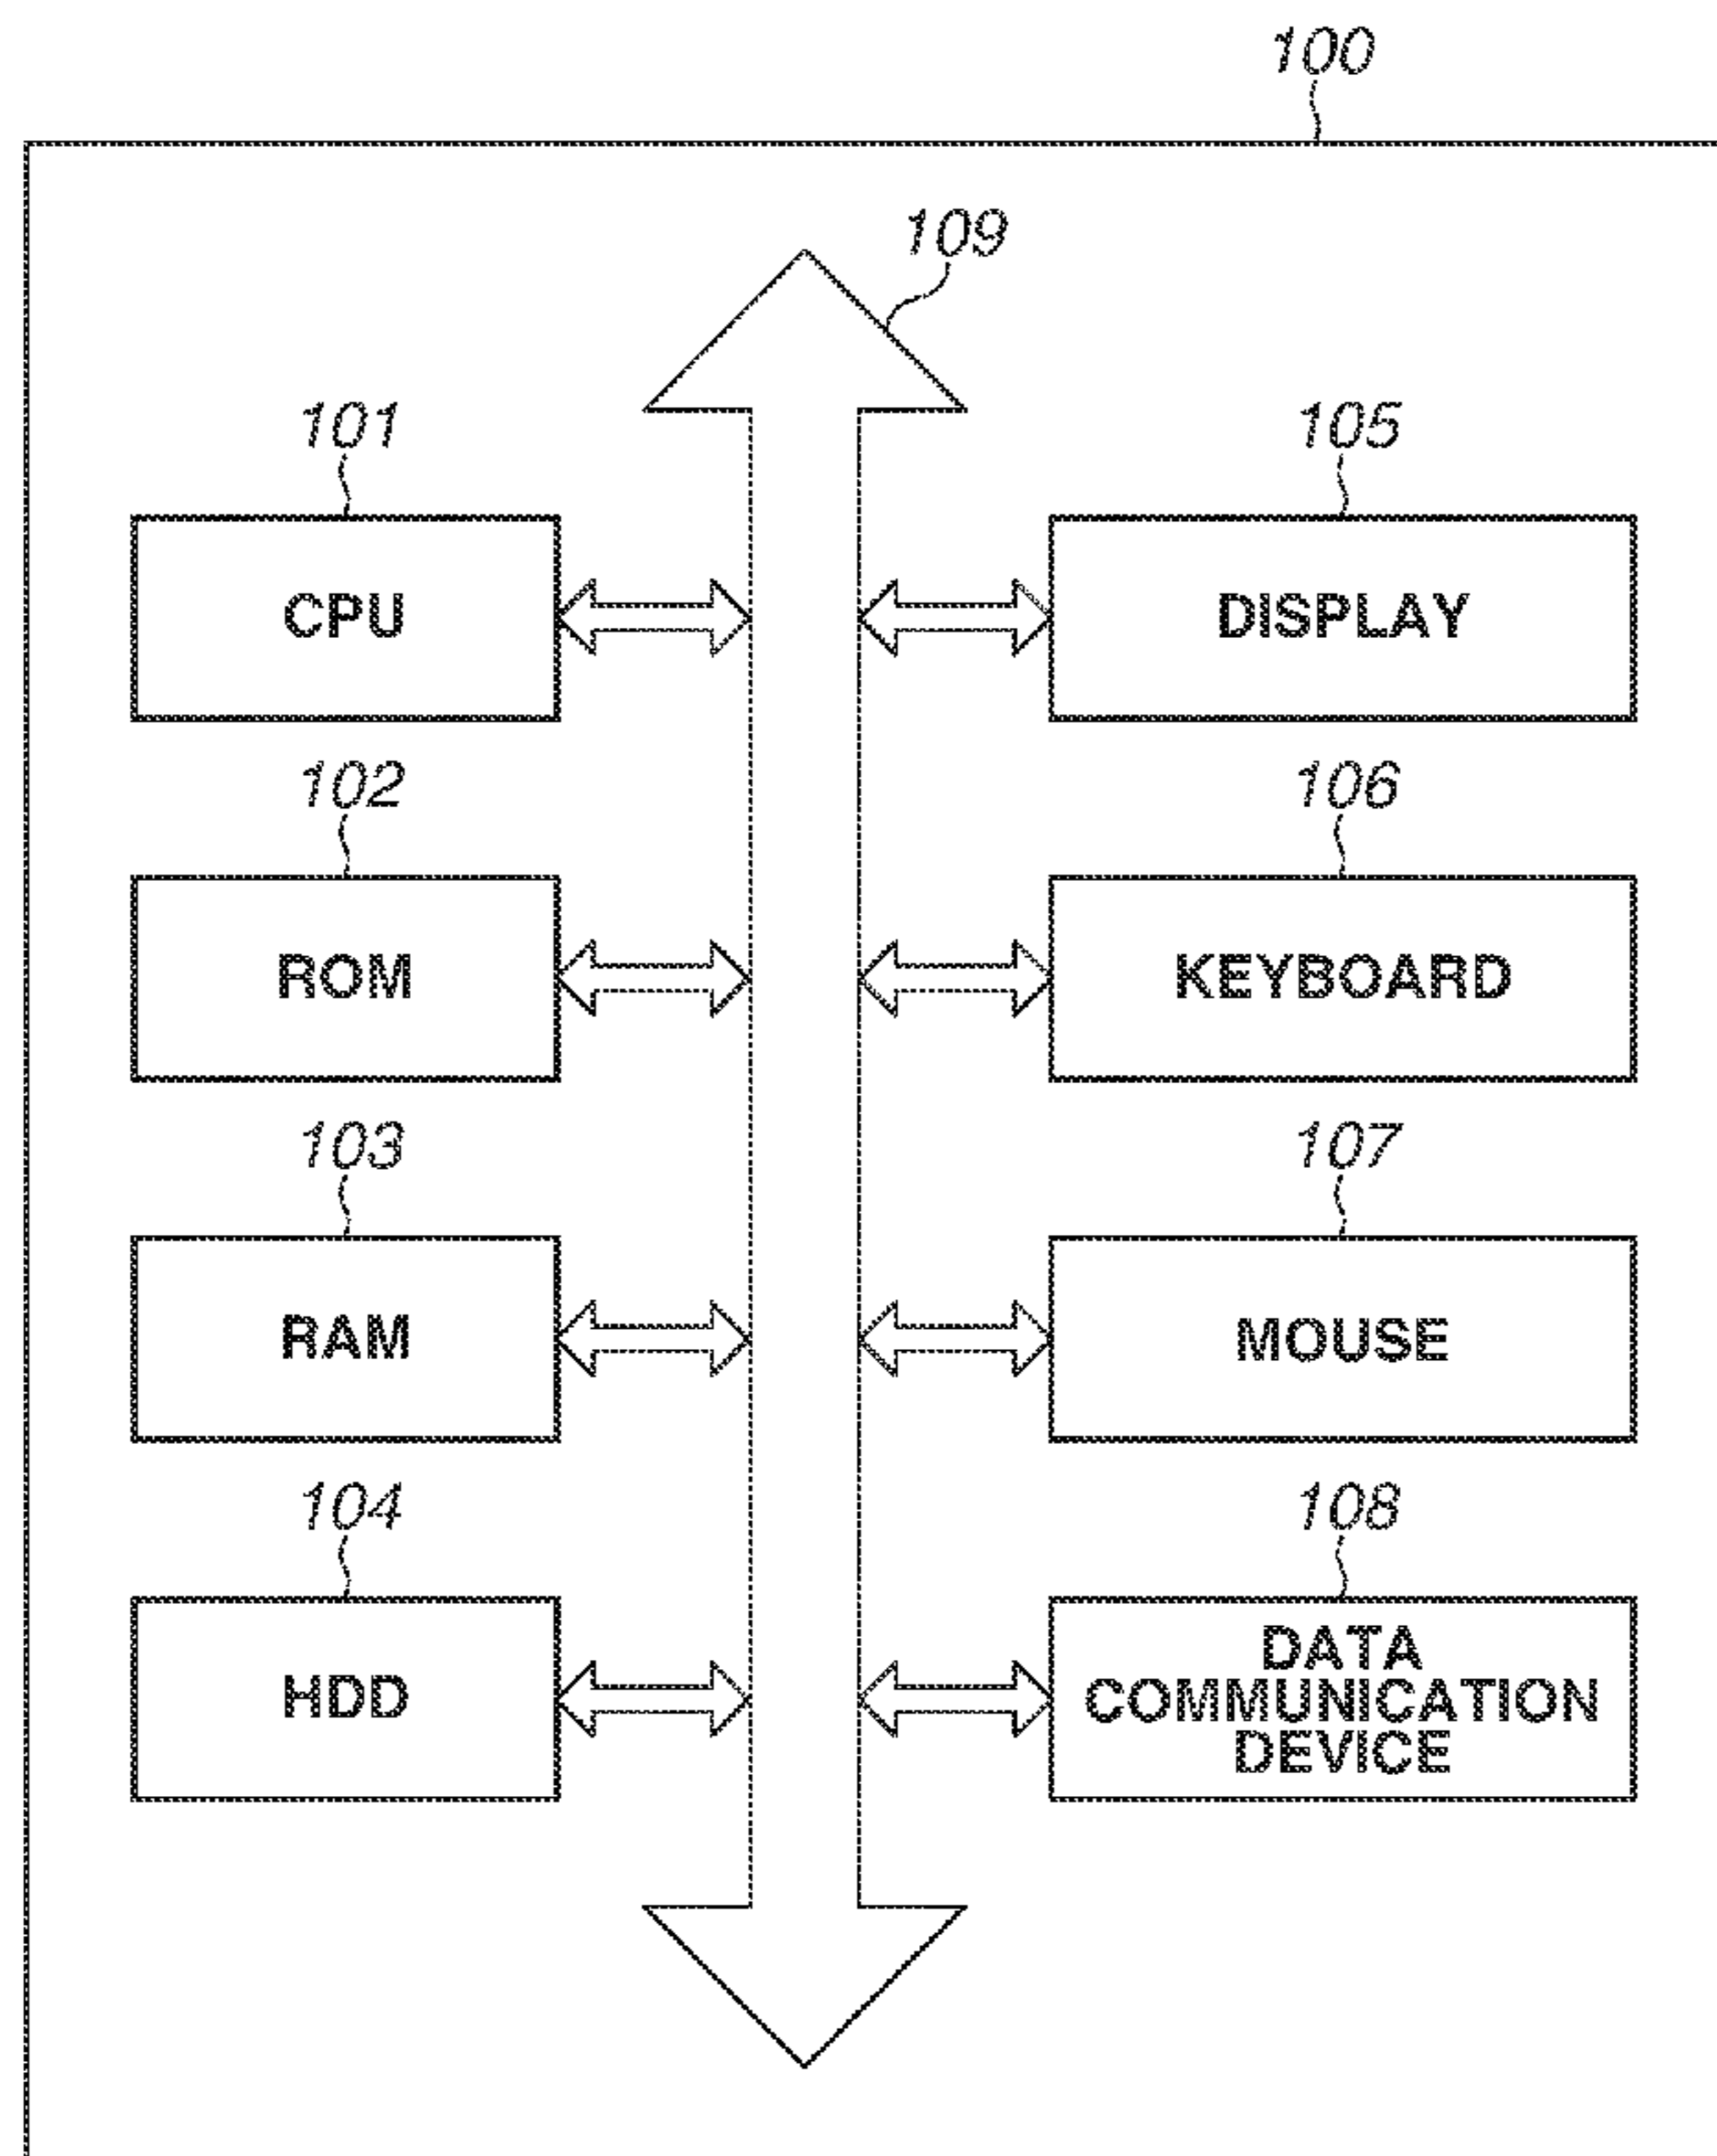 100
109
101
CPU
105
DISPLAY
102
ROM
106
KEYBOARD
103
RAM
107
MOUSE
104
HDD
108
DATA
COMMUNICATION
DEVICE